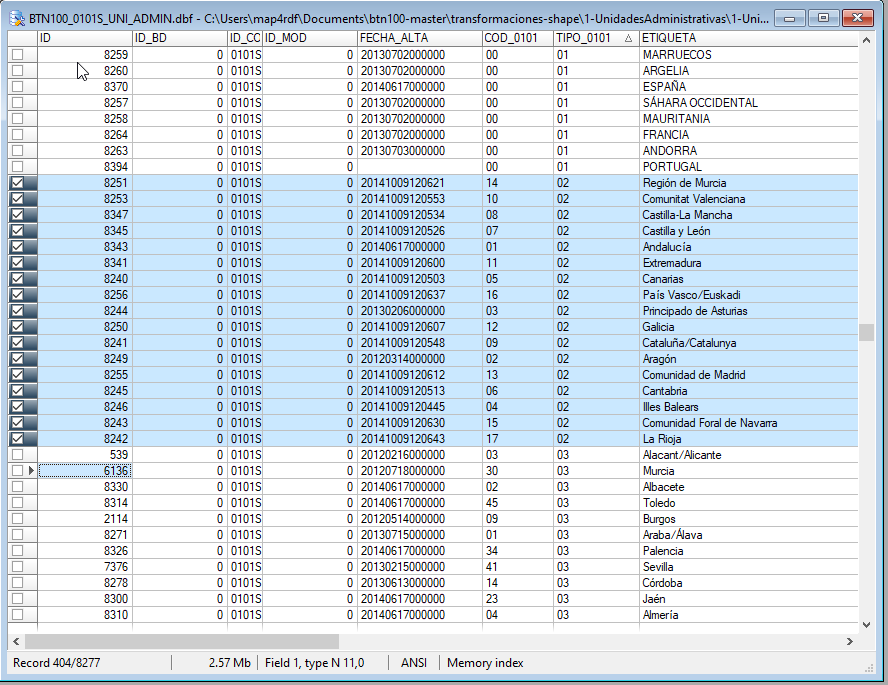 BTN100_0101S_UNI_ADMIN.dbf - C:\Users\map4rdf\Documents\btn100-master\transformaciones-shape\1-UnidadesAdministrativas\1-Uni...
ID ID_BD ID_CC ID_MOD FECHA_ALTA COD_0101 TIPO_0101 ETIQUETA
8259 0 0101S 0 20130702000000 00 01 MARRUECOS
8260 0 0101S 0 20130702000000 00 01 ARGELIA
8370 0 0101S 0 20140617000000 00 01 ESPAÑA
8257 0 0101S 0 20130702000000 00 01 SÁHARA OCCIDENTAL
8258 0 0101S 0 20130702000000 00 01 MAURITANIA
8264 0 0101S 0 20130702000000 00 01 FRANCIA
8263 0 0101S 0 20130703000000 00 01 ANDORRA
8394 0 0101S 0 00 01 PORTUGAL
8251 0 0101S 0 20141009120621 14 02 Región de Murcia
8253 0 0101S 0 20141009120553 10 02 Comunitat Valenciana
8347 0 0101S 0 20141009120534 08 02 Castilla-La Mancha
8345 0 0101S 0 20141009120526 07 02 Castilla y León
8343 0 0101S 0 20140617000000 01 02 Andalucía
8341 0 0101S 0 20141009120600 11 02 Extremadura
8240 0 0101S 0 20141009120503 05 02 Canarias
8256 0 0101S 0 20141009120637 16 02 País Vasco/Euskadi
8244 0 0101S 0 20130206000000 03 02 Principado de Asturias
8250 0 0101S 0 20141009120607 12 02 Galicia
8241 0 0101S 0 20141009120548 09 02 Cataluña/Catalunya
8249 0 0101S 0 20120314000000 02 02 Aragón
8255 0 0101S 0 20141009120612 13 02 Comunidad de Madrid
8245 0 0101S 0 20141009120513 06 02 Cantabria
8246 0 0101S 0 20141009120445 04 02 Illes Balears
8243 0 0101S 0 20141009120630 15 02 Comunidad Foral de Navarra
8242 0 0101S 0 20141009120643 17 02 La Rioja
539 0 0101S 0 20120216000000 03 03 Alacant/Alicante
6136 0 0101S 0 20120718000000 30 03 Murcia
8330 0 0101S 0 20140617000000 02 03 Albacete
8314 0 0101S 0 20140617000000 45 03 Toledo
2114 0 0101S 0 20120514000000 09 03 Burgos
8271 0 0101S 0 20130715000000 01 03 Araba/Álava
8326 0 0101S 0 20140617000000 34 03 Palencia
7376 0 0101S 0 20130215000000 41 03 Sevilla
8278 0 0101S 0 20130613000000 14 03 Córdoba
8300 0 0101S 0 20140617000000 23 03 Jaén
8310 0 0101S 0 20140617000000 04 03 Almería
Record 404/8277 2.57 Mb Field 1, type N 11,0 ANSI Memory index